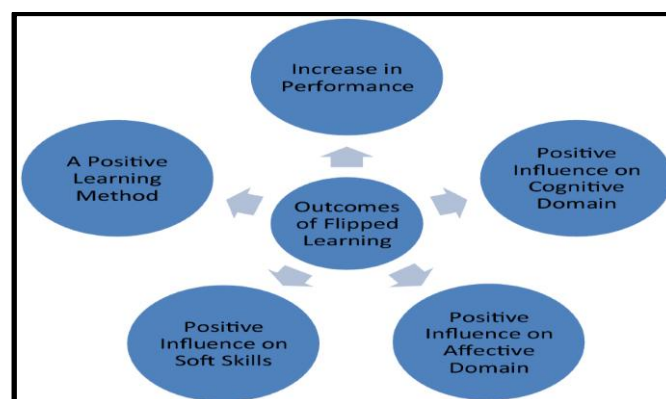 Increase in
Performance
A Positive
Learning
Method
Positive
Influence on
Cognitive
Domain
Outcomes
of Flipped
Learning
Positive
Influence on
Soft Skills
Positive
Influence on
Affective
Domain